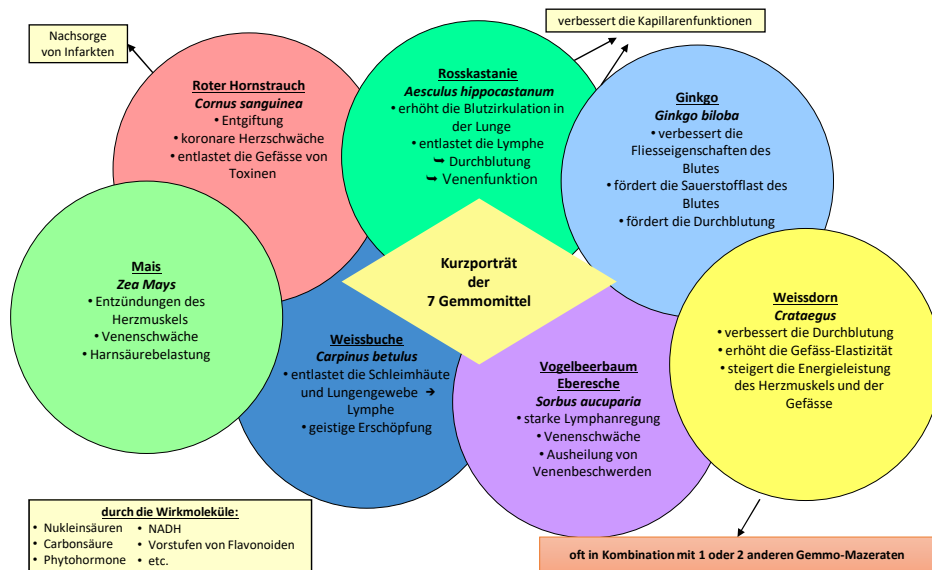 Nachsorge
von Infarkten
verbessert die Kapillarenfunktionen
Roter Hornstrauch
Cornus sanguinea
• Entgiftung
• koronare Herzschwäche
• entlastet die Gefässe von
Toxinen
Rosskastanie
Aesculus hippocastanum
• erhöht die Blutzirkulation in
der Lunge
• entlastet die Lymphe
➥ Durchblutung
➥ Venenfunktion
Ginkgo
Ginkgo biloba
• verbessert die
Fliesseigenschaften des
Blutes
• fördert die Sauerstofflast des
Blutes
• fördert die Durchblutung
Mais
Zea Mays
• Entzündungen des
Herzmuskels
• Venenschwäche
• Harnsäurebelastung
Kurzporträt
der
7 Gemmomittel
Weissdorn
Crataegus
• verbessert die Durchblutung
• erhöht die Gefäss-Elastizität
• steigert die Energieleistung
des Herzmuskels und der
Gefässe
Weissbuche
Carpinus betulus
• entlastet die Schleimhäute
und Lungengewebe →
Lymphe
• geistige Erschöpfung
Vogelbeerbaum
Eberesche
Sorbus aucuparia
• starke Lymphanregung
• Venenschwäche
• Ausheilung von
Venenbeschwerden
durch die Wirkmoleküle:
• Nukleinsäuren
• Carbonsäure
• Phytohormone
• NADH
• Vorstufen von Flavonoiden
• etc.
oft in Kombination mit 1 oder 2 anderen Gemmo-Mazeraten